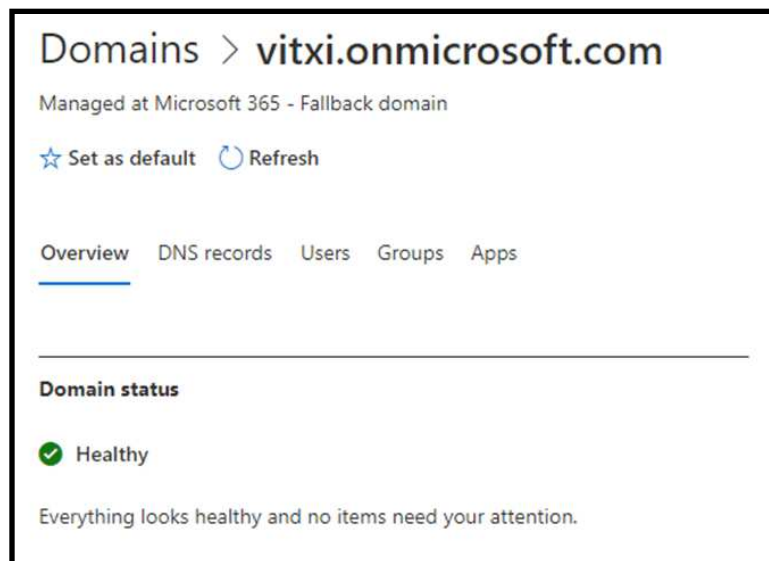 Domains > vitxi.onmicrosoft.com
Managed at Microsoft 365 - Fallback domain
Set as default Refresh
Overview DNS records Users Groups Apps
Domain status
Healthy
Everything looks healthy and no items need your attention.